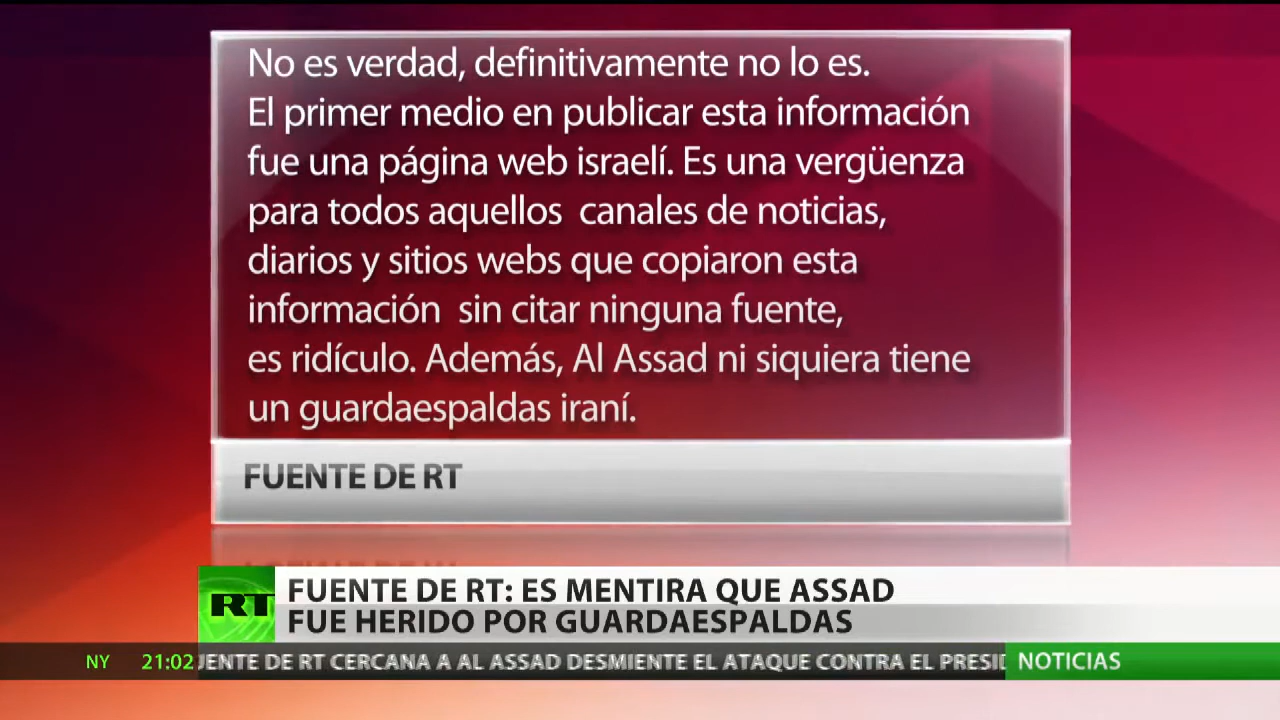 No es verdad, definitivamente no lo es.
El primer medio en publicar esta información
fue una página web israelí. Es una vergüenza
para todos aquellos canales de noticias,
diarios y sitios webs que copiaron esta
información sin citar ninguna fuente,
es ridículo. Además, Al Assad ni siquiera tiene
un guardaespaldas iraní.
FUENTE DE RT
RT
FUENTE DE RT: ES MENTIRA QUE ASSAD
FUE HERIDO POR GUARDAESPALDAS
NY 21:02 UENTE DE RT CERCANA A AL ASSAD DESMIENTE EL ATAQUE CONTRA EL PRESI NOTICIAS